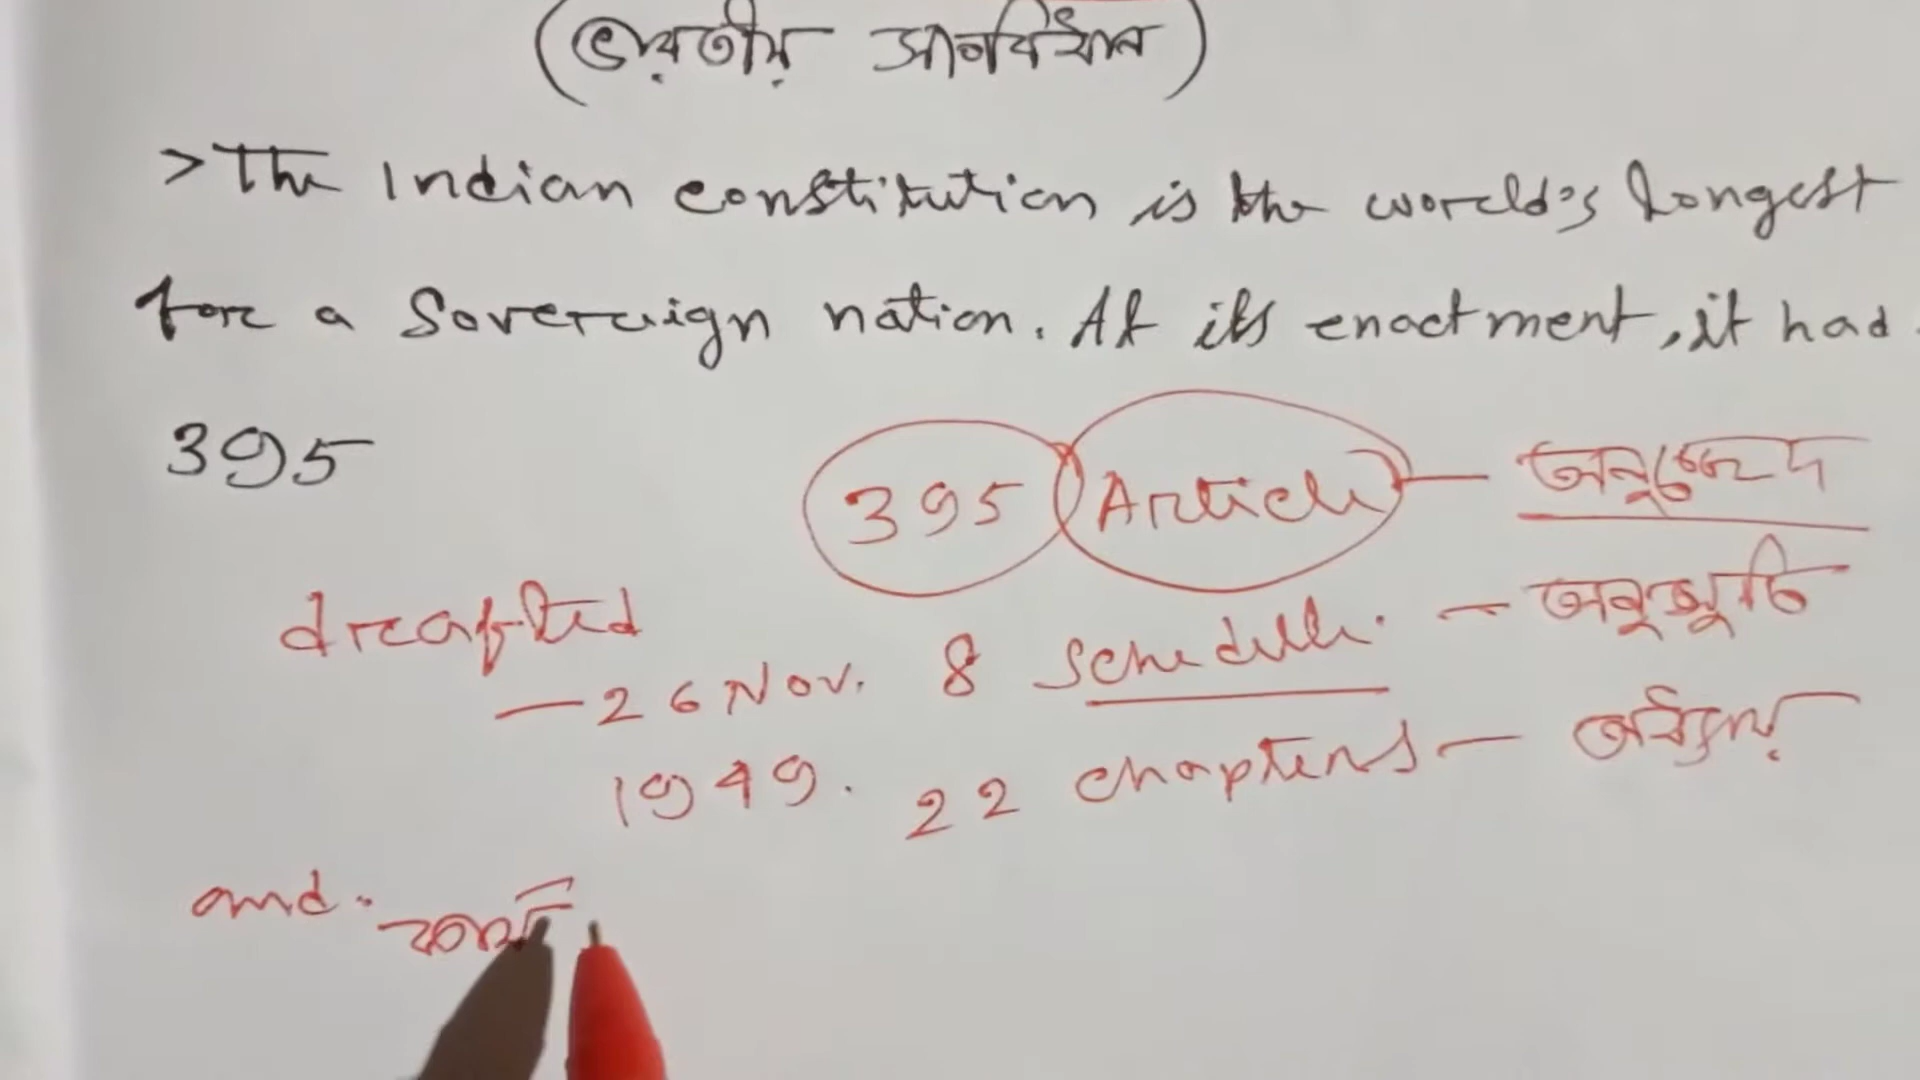 (ভারতীয় সংবিধান)
> The Indian constitution is the world's longest
for a Sovereign nation. At its enactment, it had
395 395 Article — অনুচ্ছেদ
drafted 8 Schedule. — অনুসূচি
— 26 Nov. 1949. 22 chapters — অধ্যায়
and.